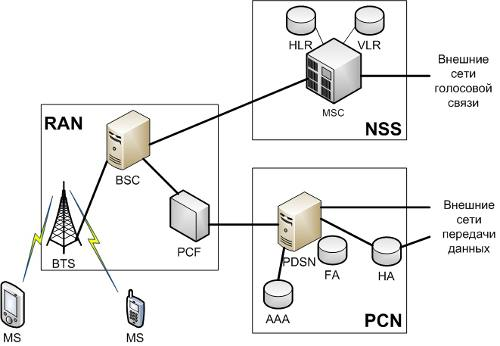 HLR
VLR
MSC
NSS
Внешние
сети
голосовой
связи
RAN
BSC
PCF
BTS
MS
MS
PDSN
FA
HA
AAA
PCN
Внешние
сети
передачи
данных